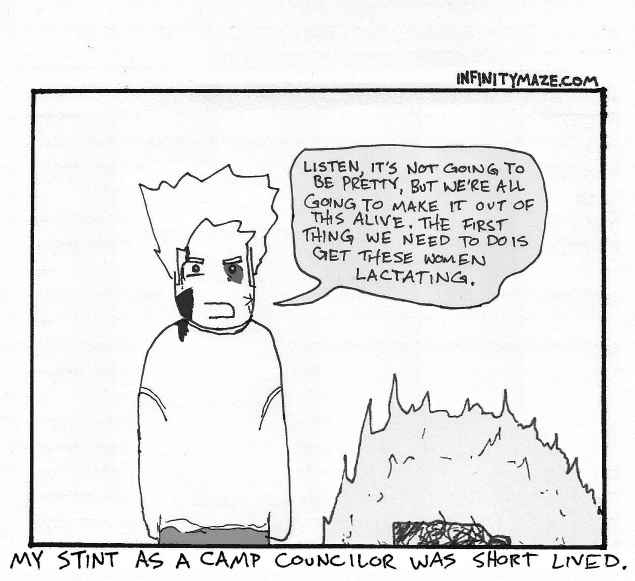 INFINITYMAZE.COM
LISTEN, IT'S NOT GOING TO
BE PRETTY, BUT WE'RE ALL
GOING TO MAKE IT OUT OF
THIS ALIVE. THE FIRST
THING WE NEED TO DO IS
GET THESE WOMEN
LACTATING.
MY STINT AS A CAMP COUNCILOR WAS SHORT LIVED.